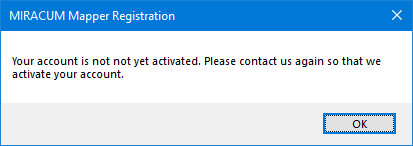 MIRACUM Mapper Registration
Your account is not not yet activated. Please contact us again so that we
activate your account.
OK